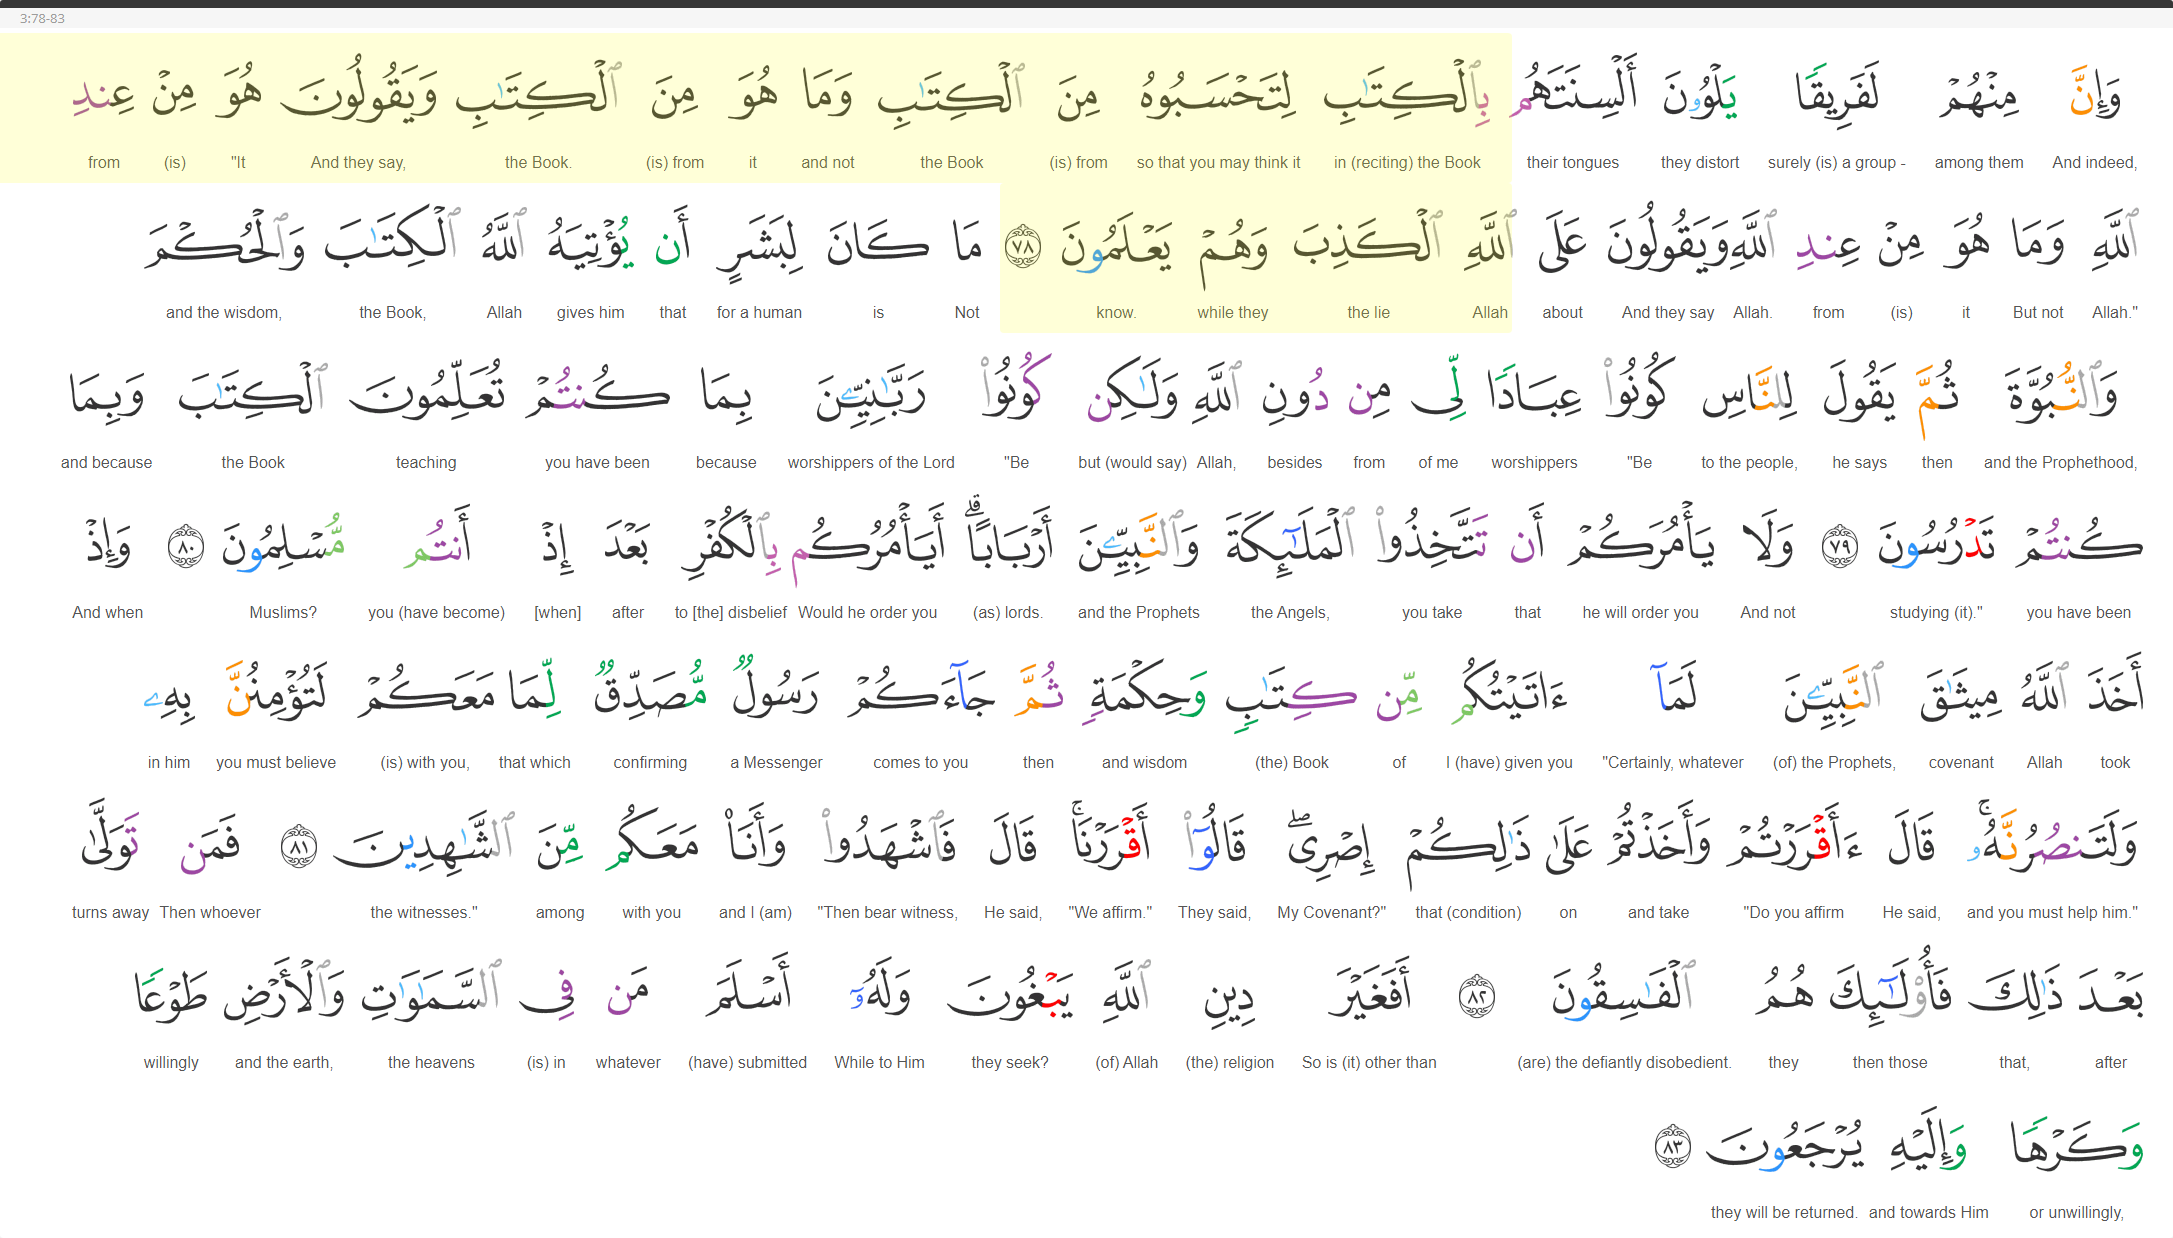 3:78-83
وَإِنَّ مِنْهُمْ لَفَرِيقًا يَلْوُۥنَ أَلْسِنَتَهُم بِٱلْكِتَـٰبِ لِتَحْسَبُوهُ مِنَ ٱلْكِتَـٰبِ وَمَا هُوَ مِنَ ٱلْكِتَـٰبِ وَيَقُولُونَ هُوَ مِنْ عِندِ
And indeed, among them surely (is) a group - they distort their tongues in (reciting) the Book so that you may think it (is) from the Book and not it (is) from the Book. And they say, "It (is) from
ٱللَّهِ وَمَا هُوَ مِنْ عِندِ ٱللَّهِ وَيَقُولُونَ عَلَى ٱللَّهِ ٱلْكَذِبَ وَهُمْ يَعْلَمُونَ ٧٨ مَا كَانَ لِبَشَرٍ أَن يُؤْتِيَهُ ٱللَّهُ ٱلْكِتَـٰبَ وَٱلْحُكْمَ
Allah." But not it (is) from Allah. And they say about Allah the lie while they know. Not is for a human that gives him Allah the Book, and the wisdom,
وَٱلنُّبُوَّةَ ثُمَّ يَقُولَ لِلنَّاسِ كُونُوا۟ عِبَادًا لِّى مِن دُونِ ٱللَّهِ وَلَـٰكِن كُونُوا۟ رَبَّـٰنِيِّـۧنَ بِمَا كُنتُمْ تُعَلِّمُونَ ٱلْكِتَـٰبَ وَبِمَا
and the Prophethood, then he says to the people, "Be worshippers of me from besides Allah, but (would say) "Be worshippers of the Lord because you have been teaching the Book and because
كُنتُمْ تَدْرُسُونَ ٧٩ وَلَا يَأْمُرَكُمْ أَن تَتَّخِذُوا۟ ٱلْمَلَـٰٓئِكَةَ وَٱلنَّبِيِّـۧنَ أَرْبَابًا ۗ أَيَأْمُرُكُم بِٱلْكُفْرِ بَعْدَ إِذْ أَنتُم مُّسْلِمُونَ ٨٠ وَإِذْ
you have been studying (it)." And not he will order you that you take the Angels, and the Prophets (as) lords. Would he order you to [the] disbelief after [when] you (have become) Muslims? And when
أَخَذَ ٱللَّهُ مِيثَـٰقَ ٱلنَّبِيِّـۧنَ لَمَآ ءَاتَيْتُكُم مِّن كِتَـٰبٍ وَحِكْمَةٍ ثُمَّ جَآءَكُمْ رَسُولٌ مُّصَدِّقٌ لِّمَا مَعَكُمْ لَتُؤْمِنُنَّ بِهِۦ
took Allah covenant (of) the Prophets, "Certainly, whatever I (have) given you of (the) Book and wisdom then comes to you a Messenger confirming that which (is) with you, you must believe in him
وَلَتَنصُرُنَّهُۥ ۚ قَالَ ءَأَقْرَرْتُمْ وَأَخَذْتُمْ عَلَىٰ ذَٰلِكُمْ إِصْرِى ۖ قَالُوٓا۟ أَقْرَرْنَا ۚ قَالَ فَٱشْهَدُوا۟ وَأَنَا۠ مَعَكُم مِّنَ ٱلشَّـٰهِدِينَ ٨١ فَمَن تَوَلَّىٰ
and you must help him." He said, "Do you affirm and take on that (condition) My Covenant?" They said, "We affirm." He said, "Then bear witness, and I (am) with you among the witnesses." Then whoever turns away
بَعْدَ ذَٰلِكَ فَأُو۟لَـٰٓئِكَ هُمُ ٱلْفَـٰسِقُونَ ٨٢ أَفَغَيْرَ دِينِ ٱللَّهِ يَبْغُونَ وَلَهُۥٓ أَسْلَمَ مَن فِى ٱلسَّمَـٰوَٰتِ وَٱلْأَرْضِ طَوْعًا
after that, then those they (are) the defiantly disobedient. So is (it) other than (the) religion (of) Allah they seek? While to Him (have) submitted whatever (is) in the heavens and the earth, willingly
وَكَرْهًا وَإِلَيْهِ يُرْجَعُونَ ٨٣
or unwillingly, and towards Him they will be returned.